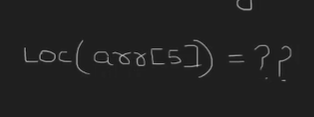 LOC(arr[5]) = ??